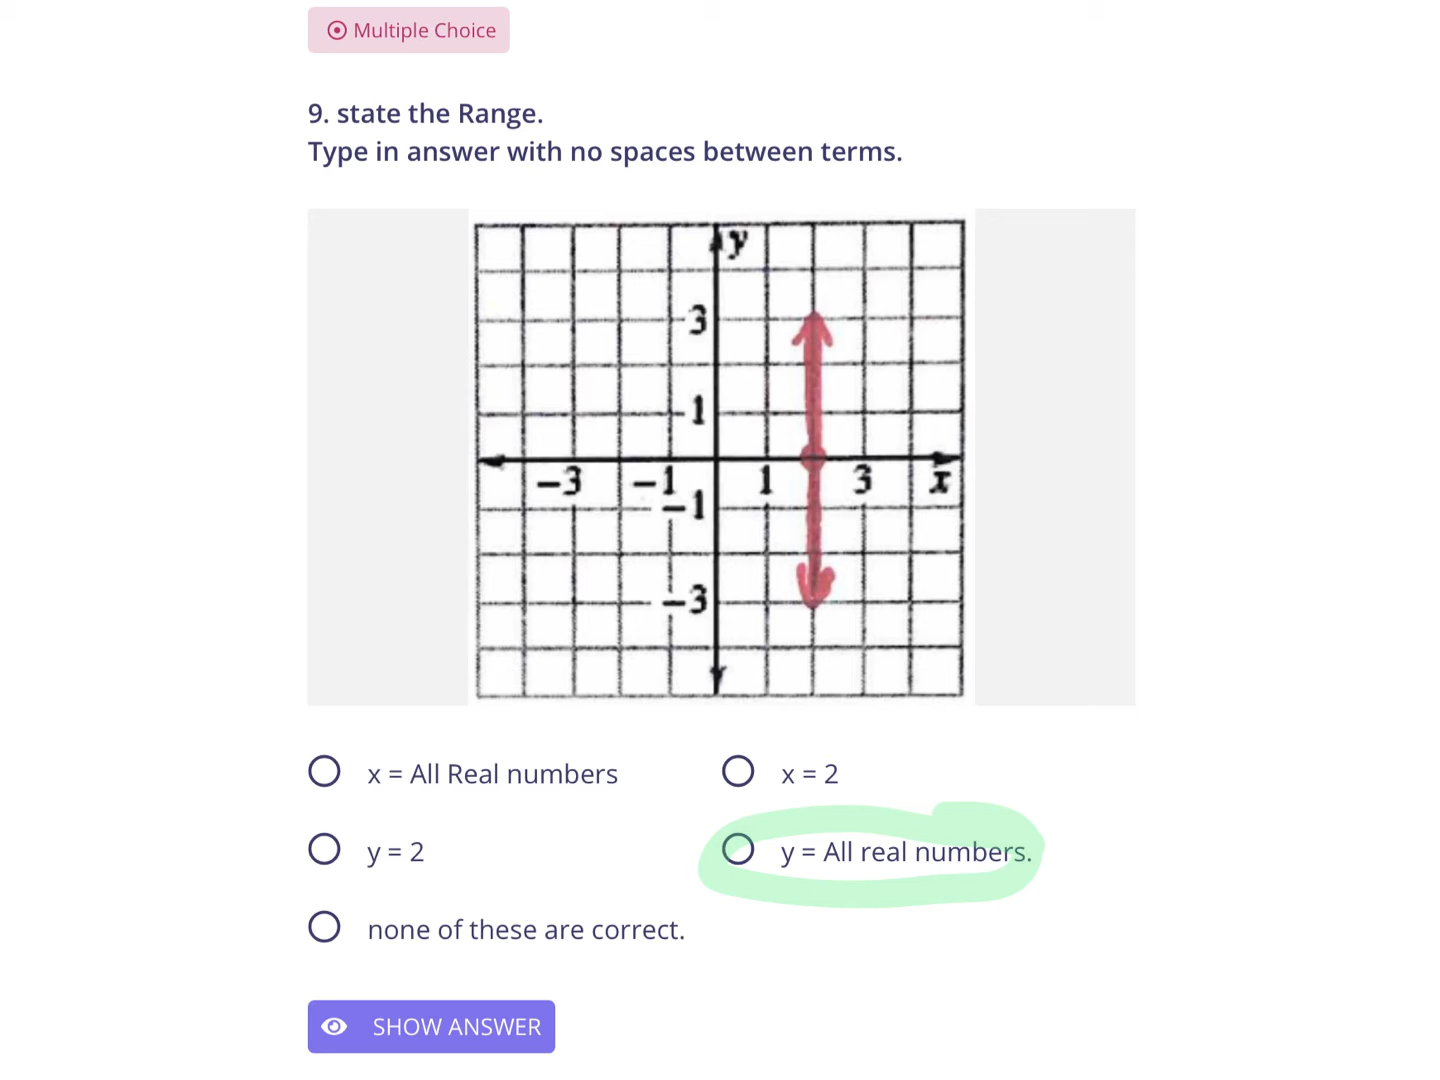 Multiple Choice
9. state the Range.
Type in answer with no spaces between terms.
y
3
1
-3 -1 1 3 x
-1
-3
x = All Real numbers
x = 2
y = 2
y = All real numbers.
none of these are correct.
SHOW ANSWER